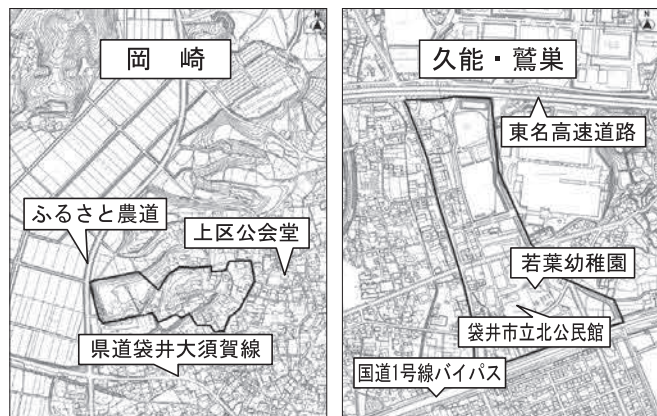 岡崎
ふるさと農道
上区公会堂
県道袋井大須賀線
N
久能・鷲巣
東名高速道路
若葉幼稚園
袋井市立北公民館
国道1号線バイパス
N